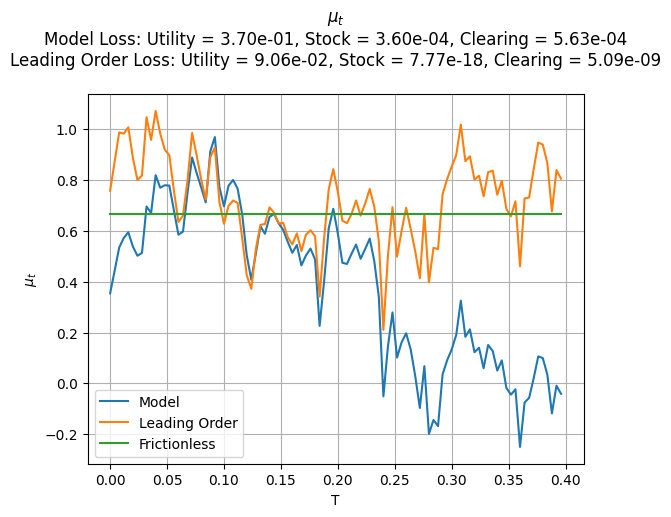 μ_t
Model Loss: Utility = 3.70e-01, Stock = 3.60e-04, Clearing = 5.63e-04
Leading Order Loss: Utility = 9.06e-02, Stock = 7.77e-18, Clearing = 5.09e-09
1.0
0.8
0.6
0.4
0.2
0.0
−0.2
μ_t
Model
Leading Order
Frictionless
0.00 0.05 0.10 0.15 0.20 0.25 0.30 0.35 0.40
T